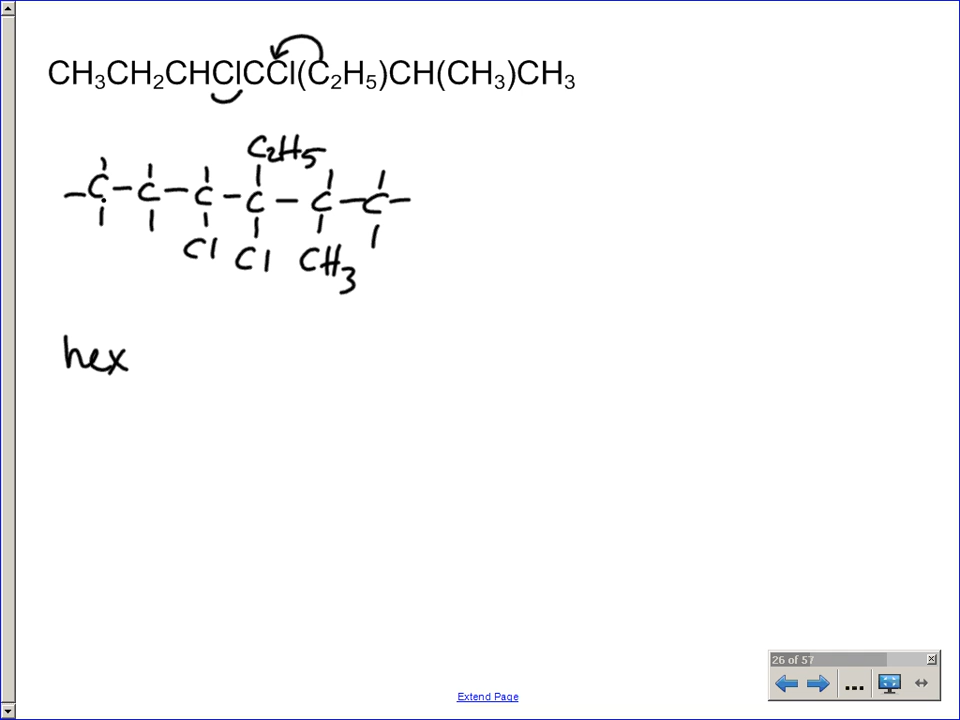 CH₃CH₂CHClCCl(C₂H₅)CH(CH₃)CH₃
C₂H₅
-C-C-C-C-C-C-
Cl Cl CH₃
hex
26 of 57
Extend Page